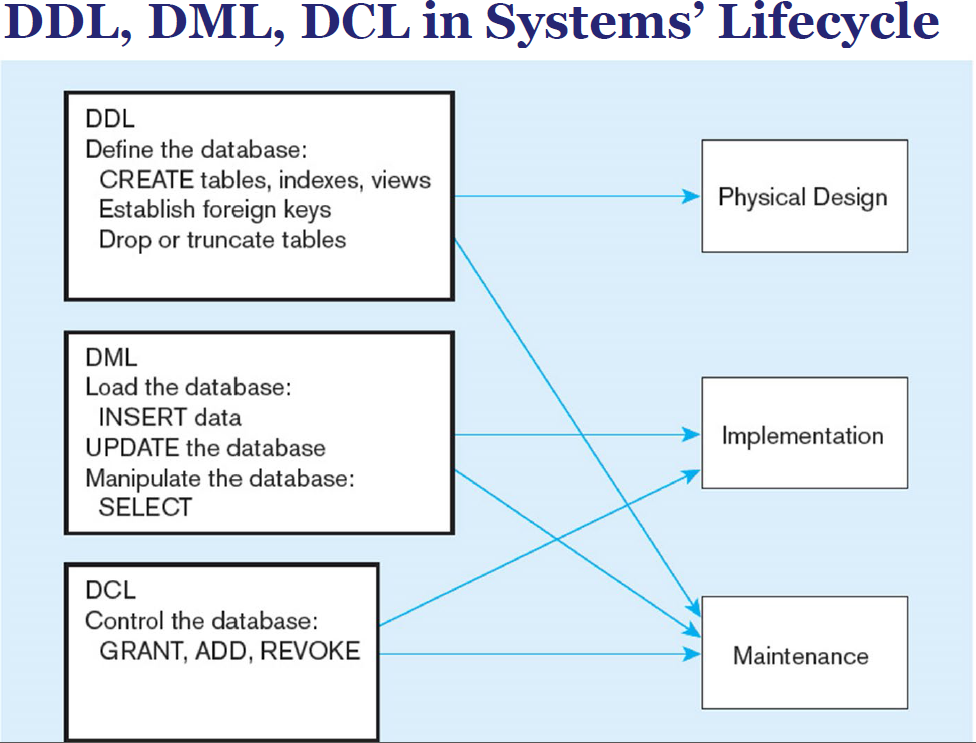 DDL, DML, DCL in Systems’ Lifecycle
DDL
Define the database:
CREATE tables, indexes, views
Establish foreign keys
Drop or truncate tables
Physical Design
DML
Load the database:
INSERT data
UPDATE the database
Manipulate the database:
SELECT
Implementation
DCL
Control the database:
GRANT, ADD, REVOKE
Maintenance